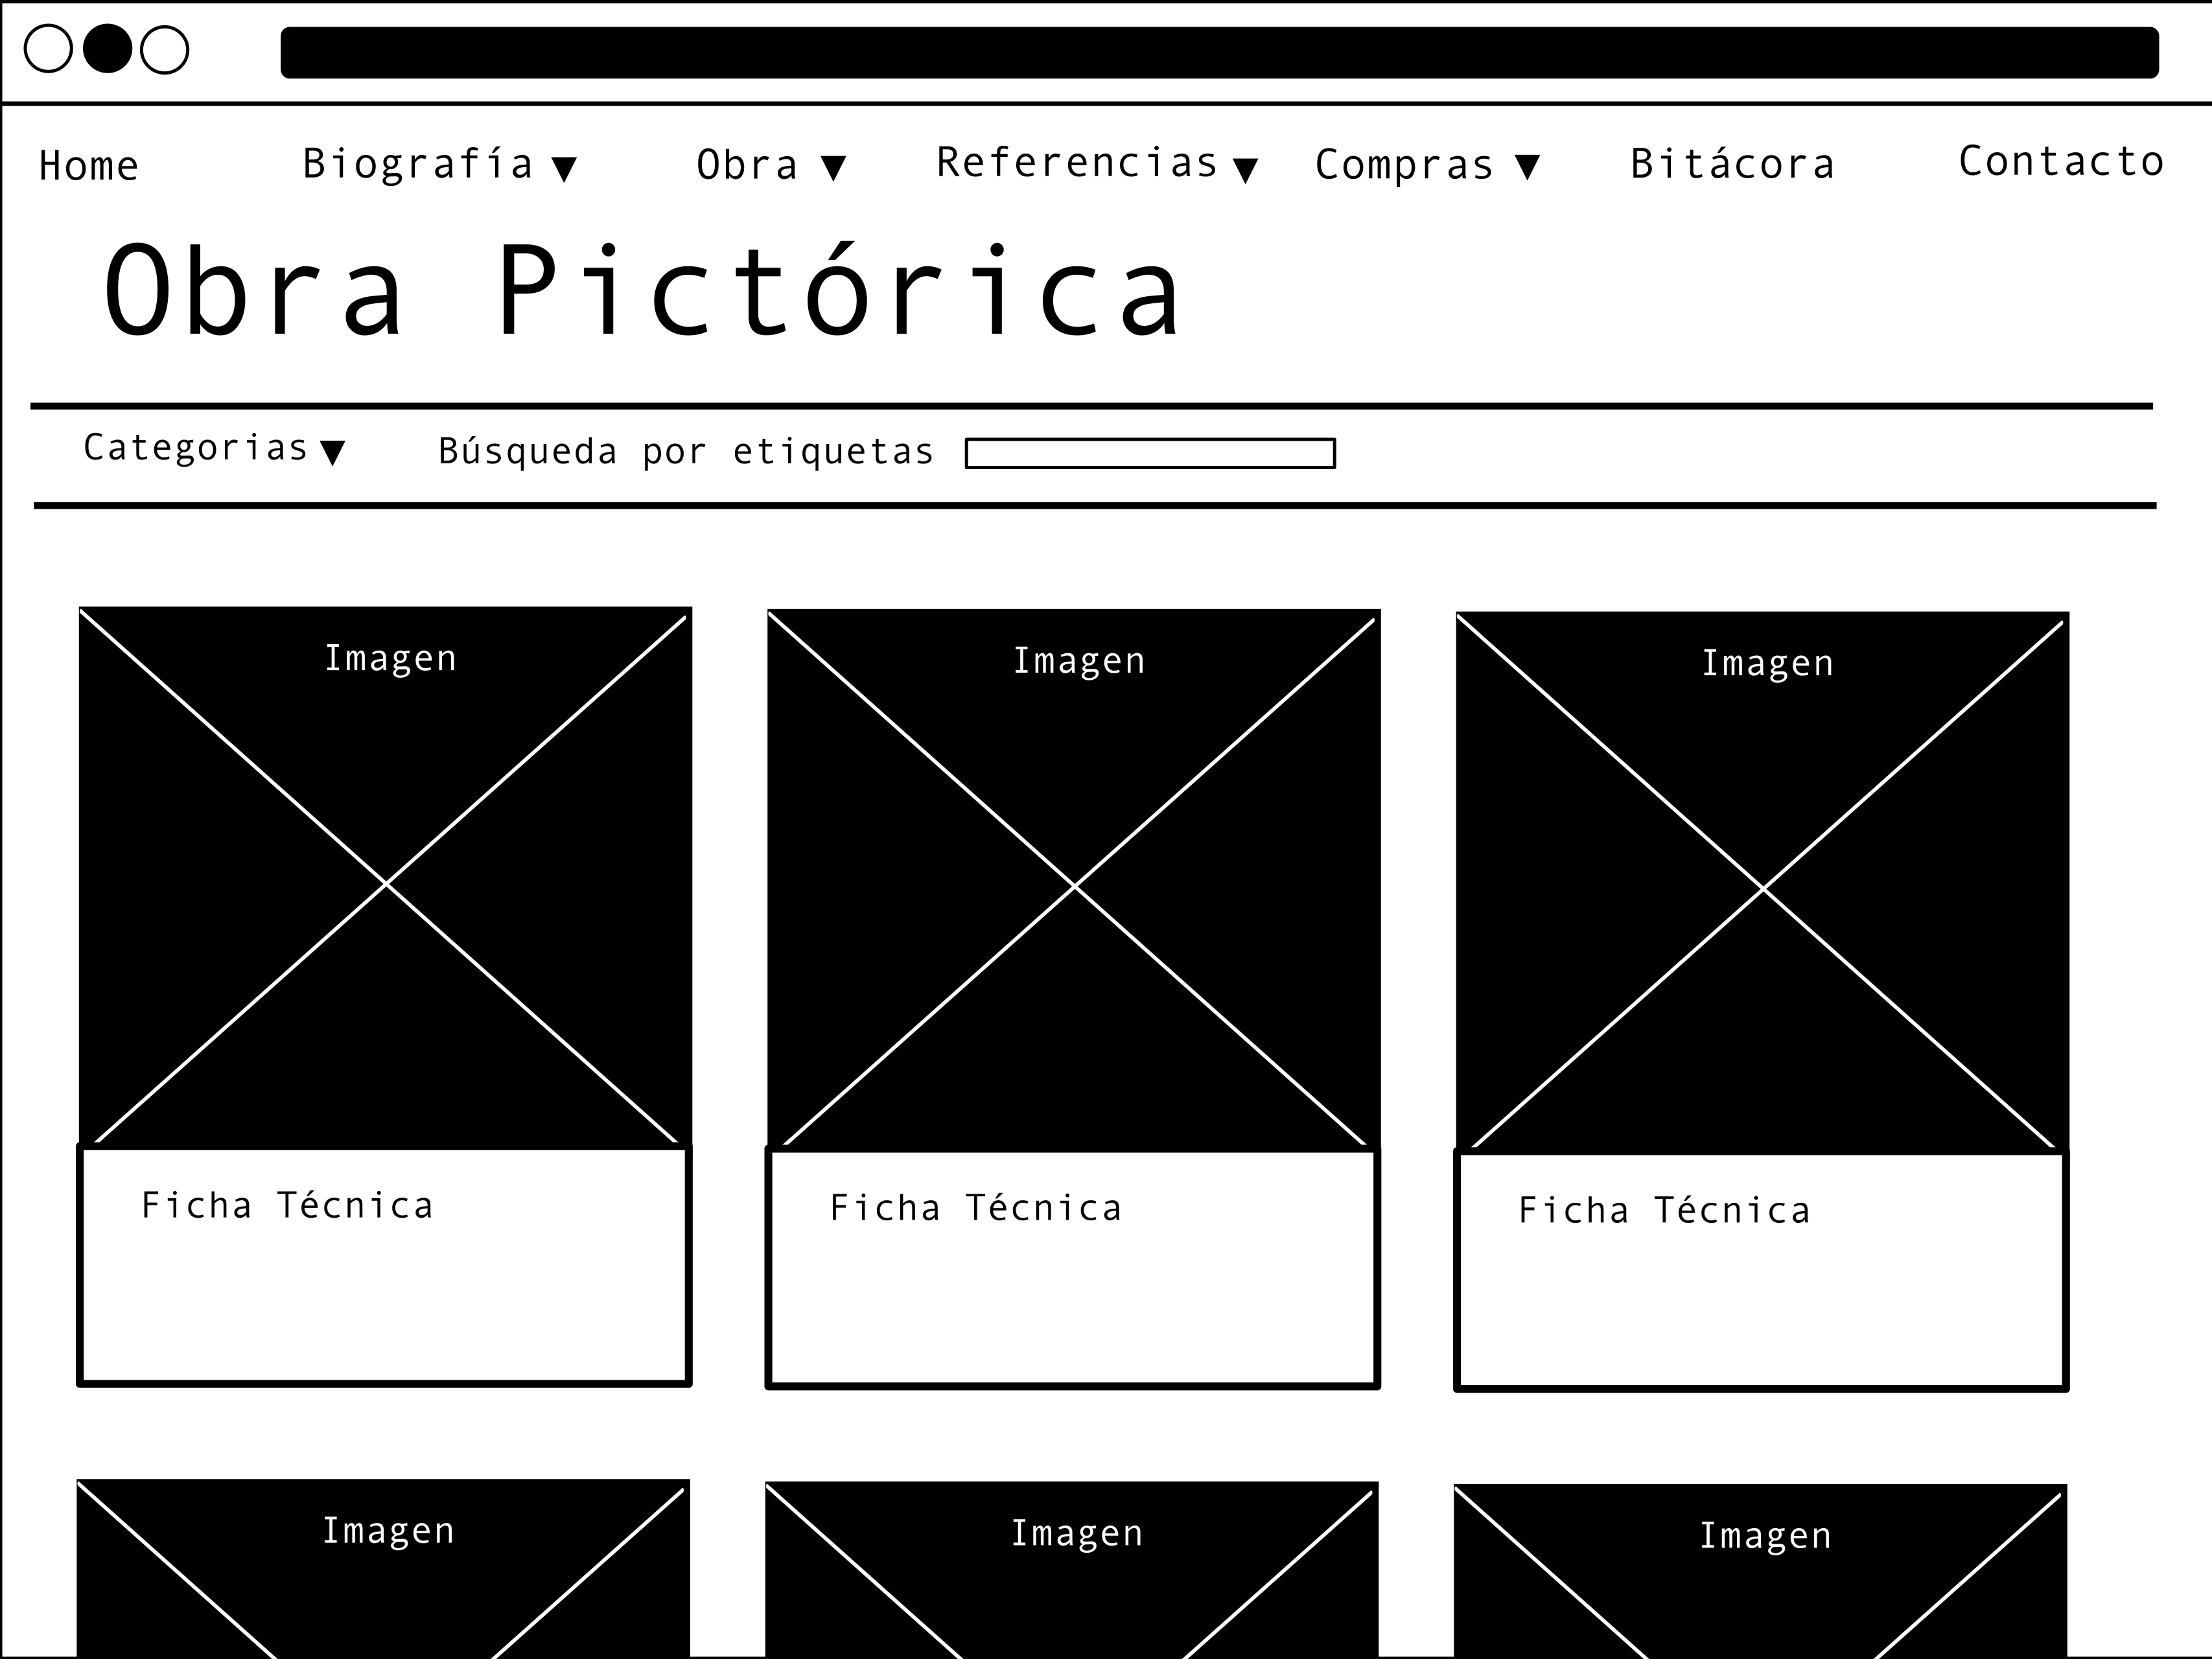 Home Biografía ▼ Obra ▼ Referencias ▼ Compras ▼ Bitácora Contacto
Obra Pictórica
Categorias ▼ Búsqueda por etiquetas
Imagen Imagen Imagen
Ficha Técnica Ficha Técnica Ficha Técnica
Imagen Imagen Imagen